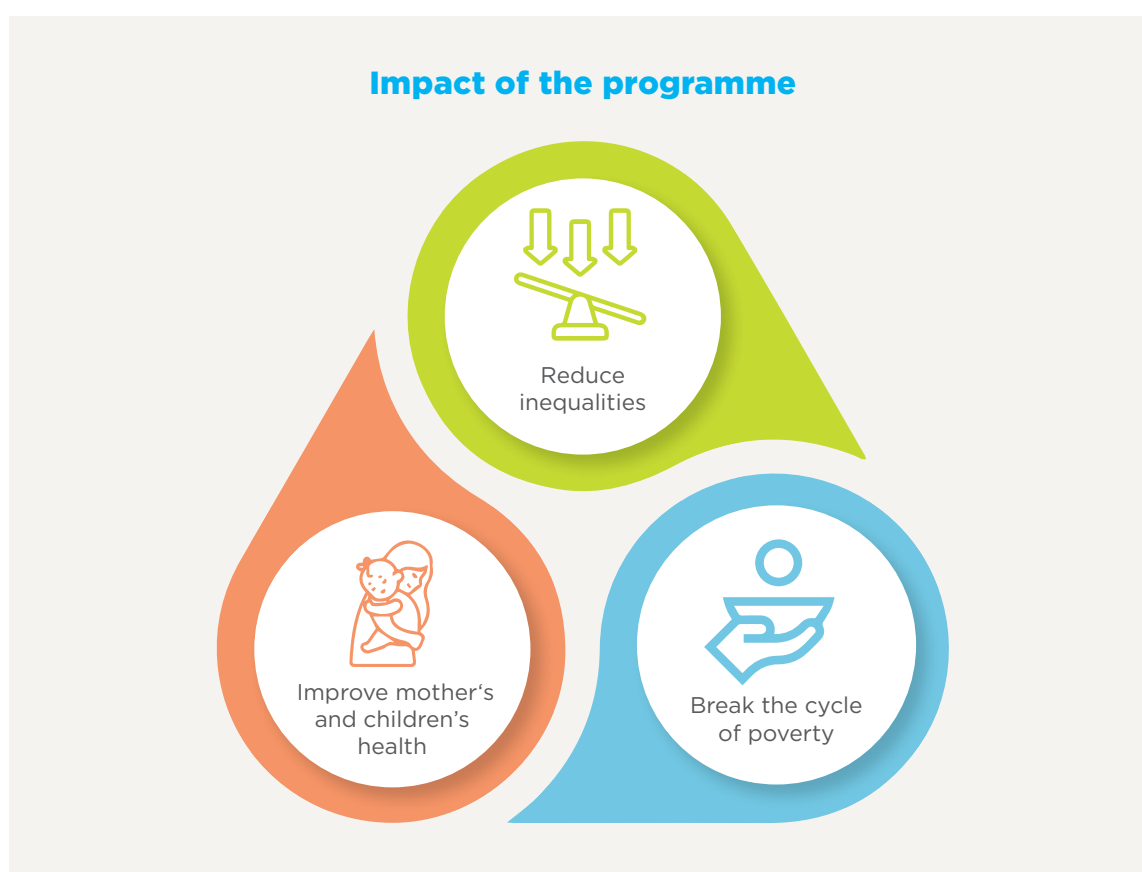 Impact of the programme
Reduce
inequalities
Improve mother‘s
and children’s
health
Break the cycle
of poverty